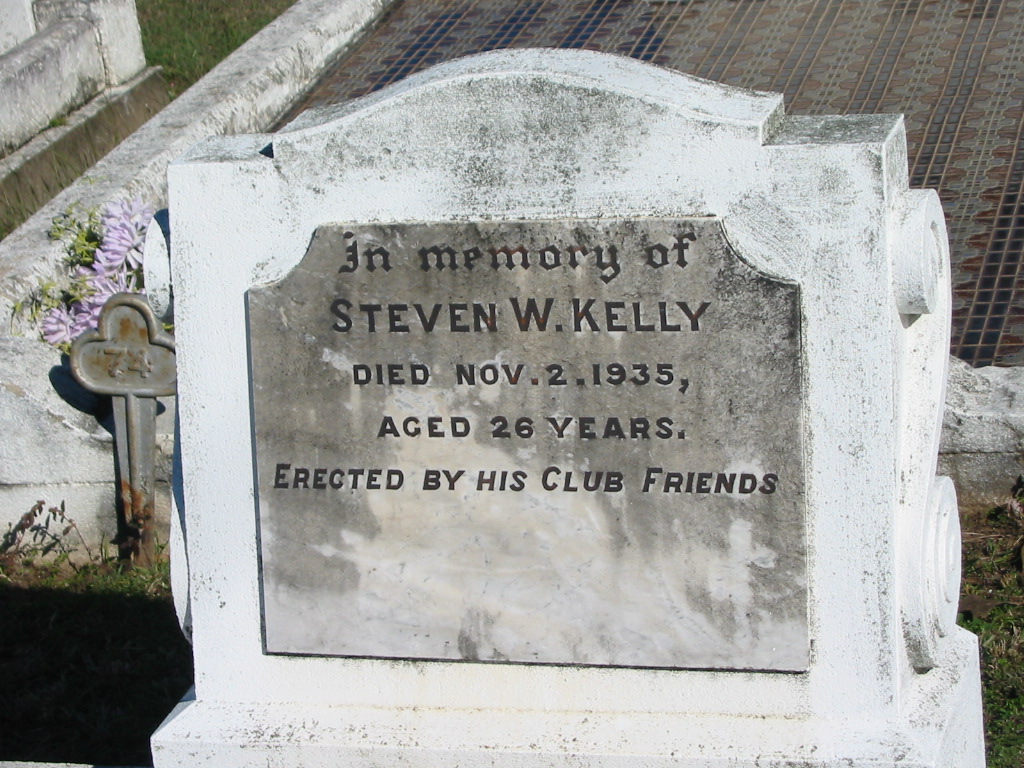 In memory of
STEVEN W. KELLY
DIED NOV. 2. 1935,
AGED 26 YEARS.
ERECTED BY HIS CLUB FRIENDS
74